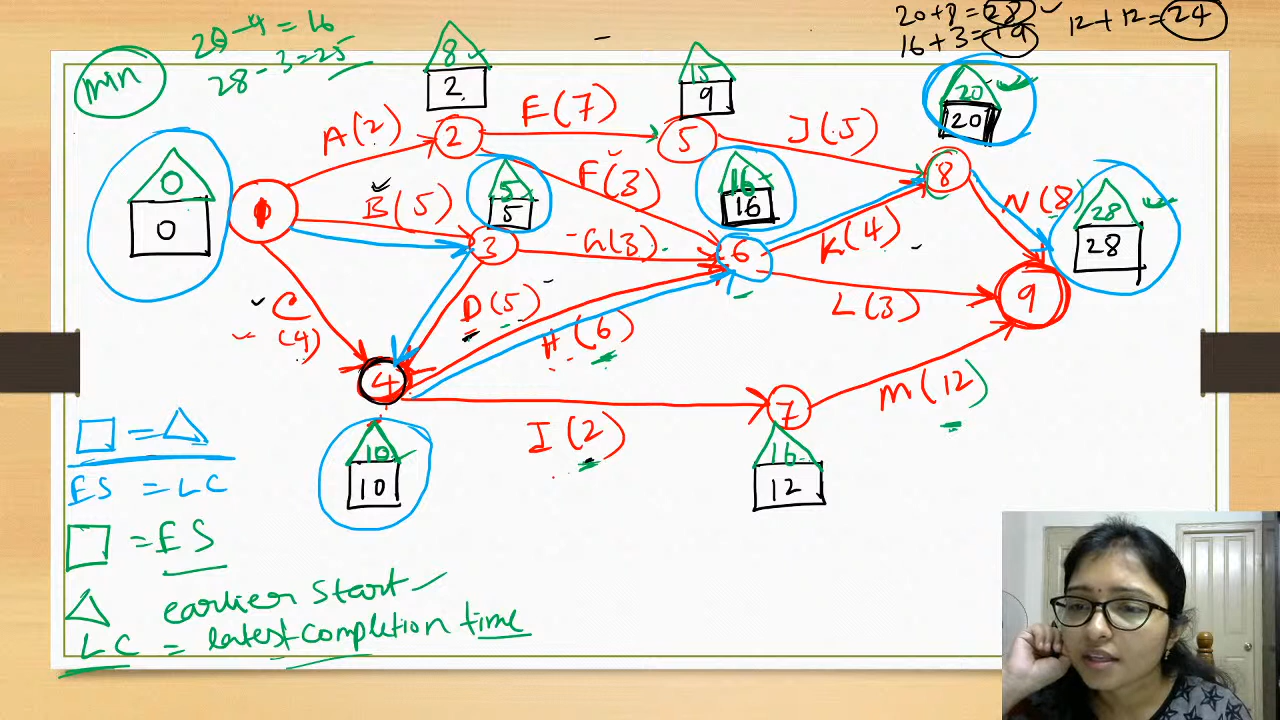 20+8=28
16+3=19
12+12=24
min
20-4=16
28-3=25
8
2
15
9
20
20
A(2)
2
E(7)
5
J(5)
8
0
0
1
B(5)
5
5
3
F(3)
16
16
G(3)
6
K(4)
N(8)
28
28
9
C
(4)
D(5)
H(6)
L(3)
4
I(2)
7
M(12)
10
10
16
12
□=△
ES=LC
□=ES
△ earlier start
LC = latest completion time